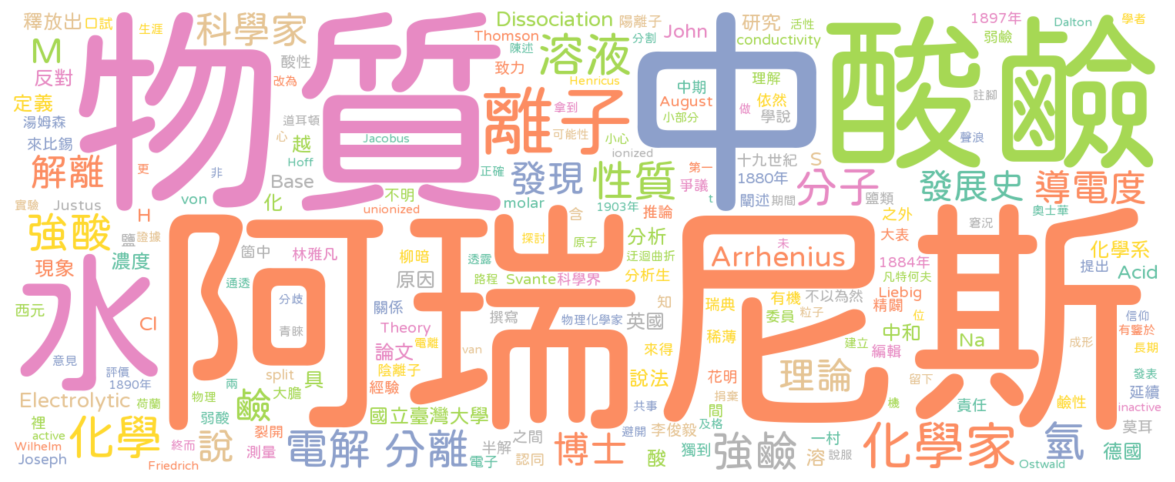 釋放出 口試 生涯 科學家 Dissociation 陽離子 研究 活性 1897年 Dalton
M 物質 溶液 Thomson 陳述 分割 John conductivity 弱鹼 學者
反對 酸性 改為 致力 Henricus 中 中期 理解 酸鹼
定義 離子 拿到 August 依然 註腳
湯姆森 道耳頓 小部分 學說
來比錫 心 越 Jacobus 可能性 做 聲浪
解離 更 非 Hoff 正確 發現 小心 ionized 性質 第一 十九世紀 S 分子 發展史 導電度
Justus Base 不明 爭議 1880年
von 化 molar t 闡述 期間 鹽類
實驗 H unionized 1903年 推論 奧士華
強酸 鹽 證據 箇中 柳暗 探討 含 原子 分析 之外 大表 未 窘況 化學系
現象 濃度 林雅凡 透露 迂迴曲折 Arrhenius 1884年 提出 Acid
水 通透 原因 路程 Svante 科學界 分析生 凡特何夫
西元 分歧 阿瑞尼斯 知 瑞典 有機 不以為然 Liebig 信仰
Cl 關係 撰寫 物理化學家 英國 委員 粒子 精闢 位 有鑒於
青睞 Theory 電離 稀薄 中和 Na 成形
意見 評價 論文 van 來得 建立 編輯 長期
1890年 split 陰離子 說法 花明 理論 留下 發表
Electrolytic 荷蘭 兩 大膽 具 經驗 捐棄 責任 鹼性 延續
裡 物理 弱酸 鹼 國立臺灣大學 共事 間 機 inactive
active 化學 說 裂開 之間 避開 李俊毅 及格 一村 氫 莫耳
Wilhelm 終而 電解 分離 半解 博士 強鹼 獨到 化學家 德國
Joseph 測量 電子 認同 酸 溶 說服
Friedrich Ostwald